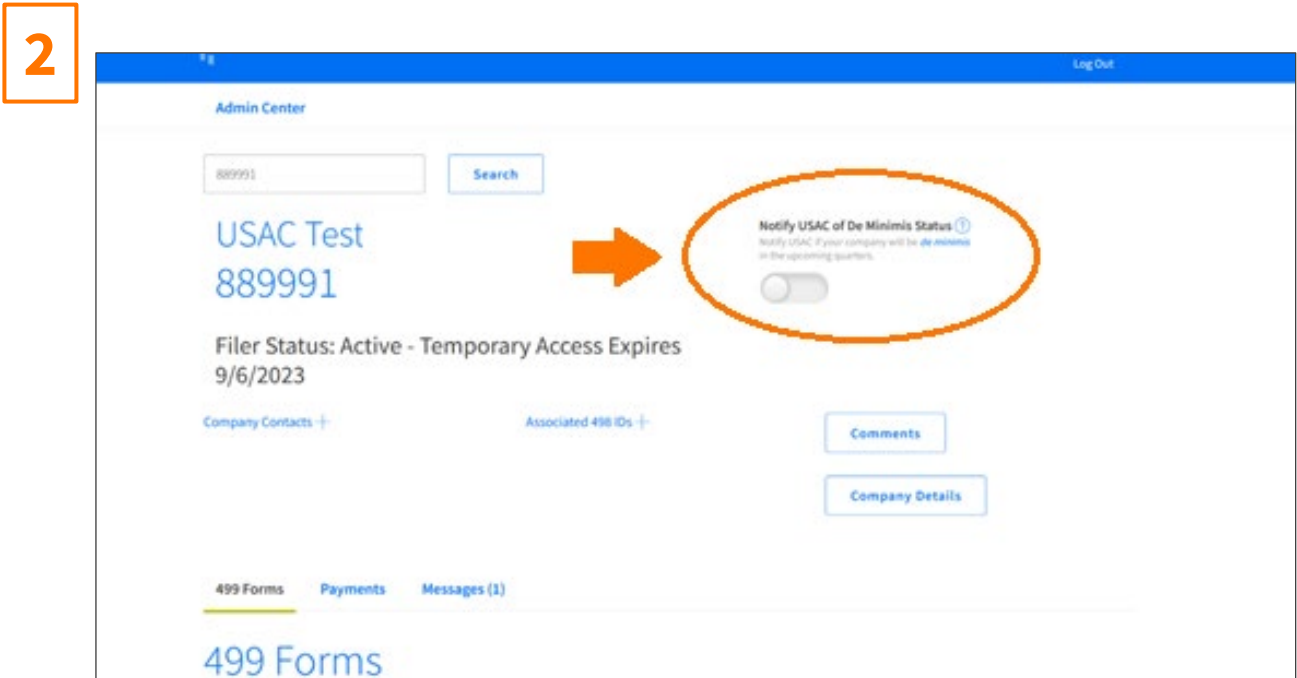 2
Log Out
Admin Center
889991
Search
USAC Test
889991
Notify USAC of De Minimis Status ?
Notify USAC if your company will be de minimis
in the upcoming quarters.
Filer Status: Active - Temporary Access Expires
9/6/2023
Company Contacts +
Associated 498 IDs +
Comments
Company Details
499 Forms
Payments
Messages (1)
499 Forms